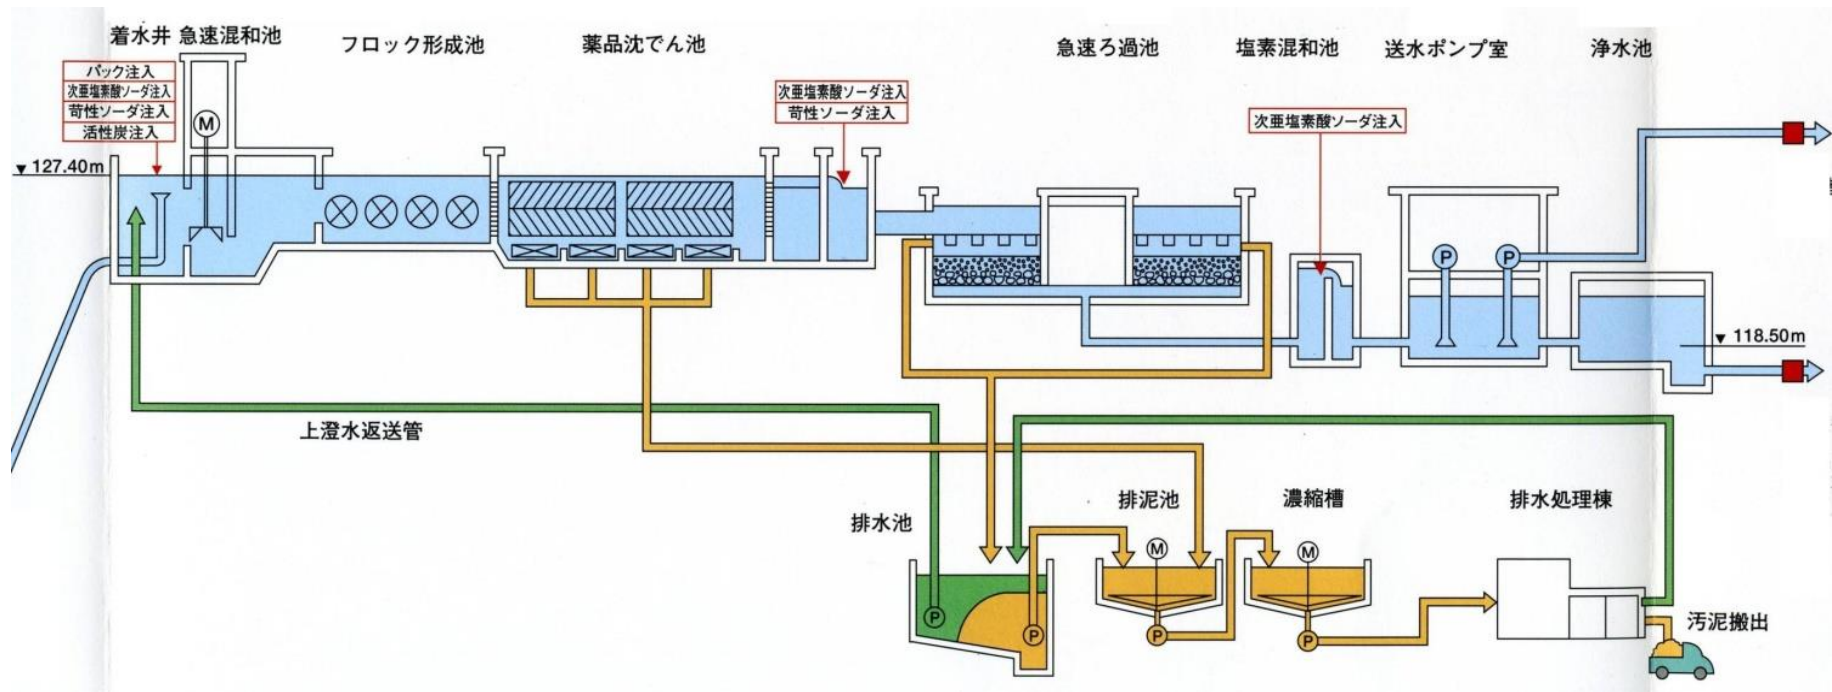 着水井 急速混和池
フロック形成池
薬品沈でん池
急速ろ過池
塩素混和池
送水ポンプ室
浄水池
パック注入
次亜塩素酸ソーダ注入
苛性ソーダ注入
活性炭注入
次亜塩素酸ソーダ注入
苛性ソーダ注入
次亜塩素酸ソーダ注入
M
▼127.40m
P
P
▼118.50m
上澄水返送管
排水池
排泥池
濃縮槽
排水処理棟
M
M
P
P
P
P
汚泥搬出